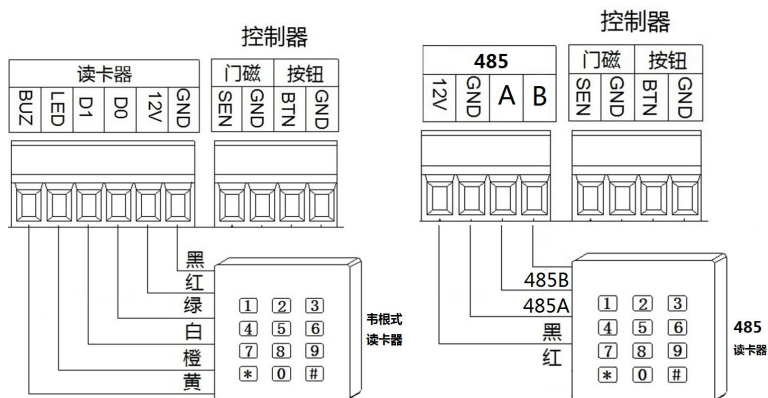 控制器
读卡器
门磁 按钮
BUZ LED D1 D0 12V GND
SEN GND BTN GND
黑
红
绿
白
橙
黄
1 2 3
4 5 6
7 8 9
* 0 #
韦根式
读卡器
控制器
485
门磁 按钮
12V GND A B
SEN GND BTN GND
485B
485A
黑
红
1 2 3
4 5 6
7 8 9
* 0 #
485
读卡器